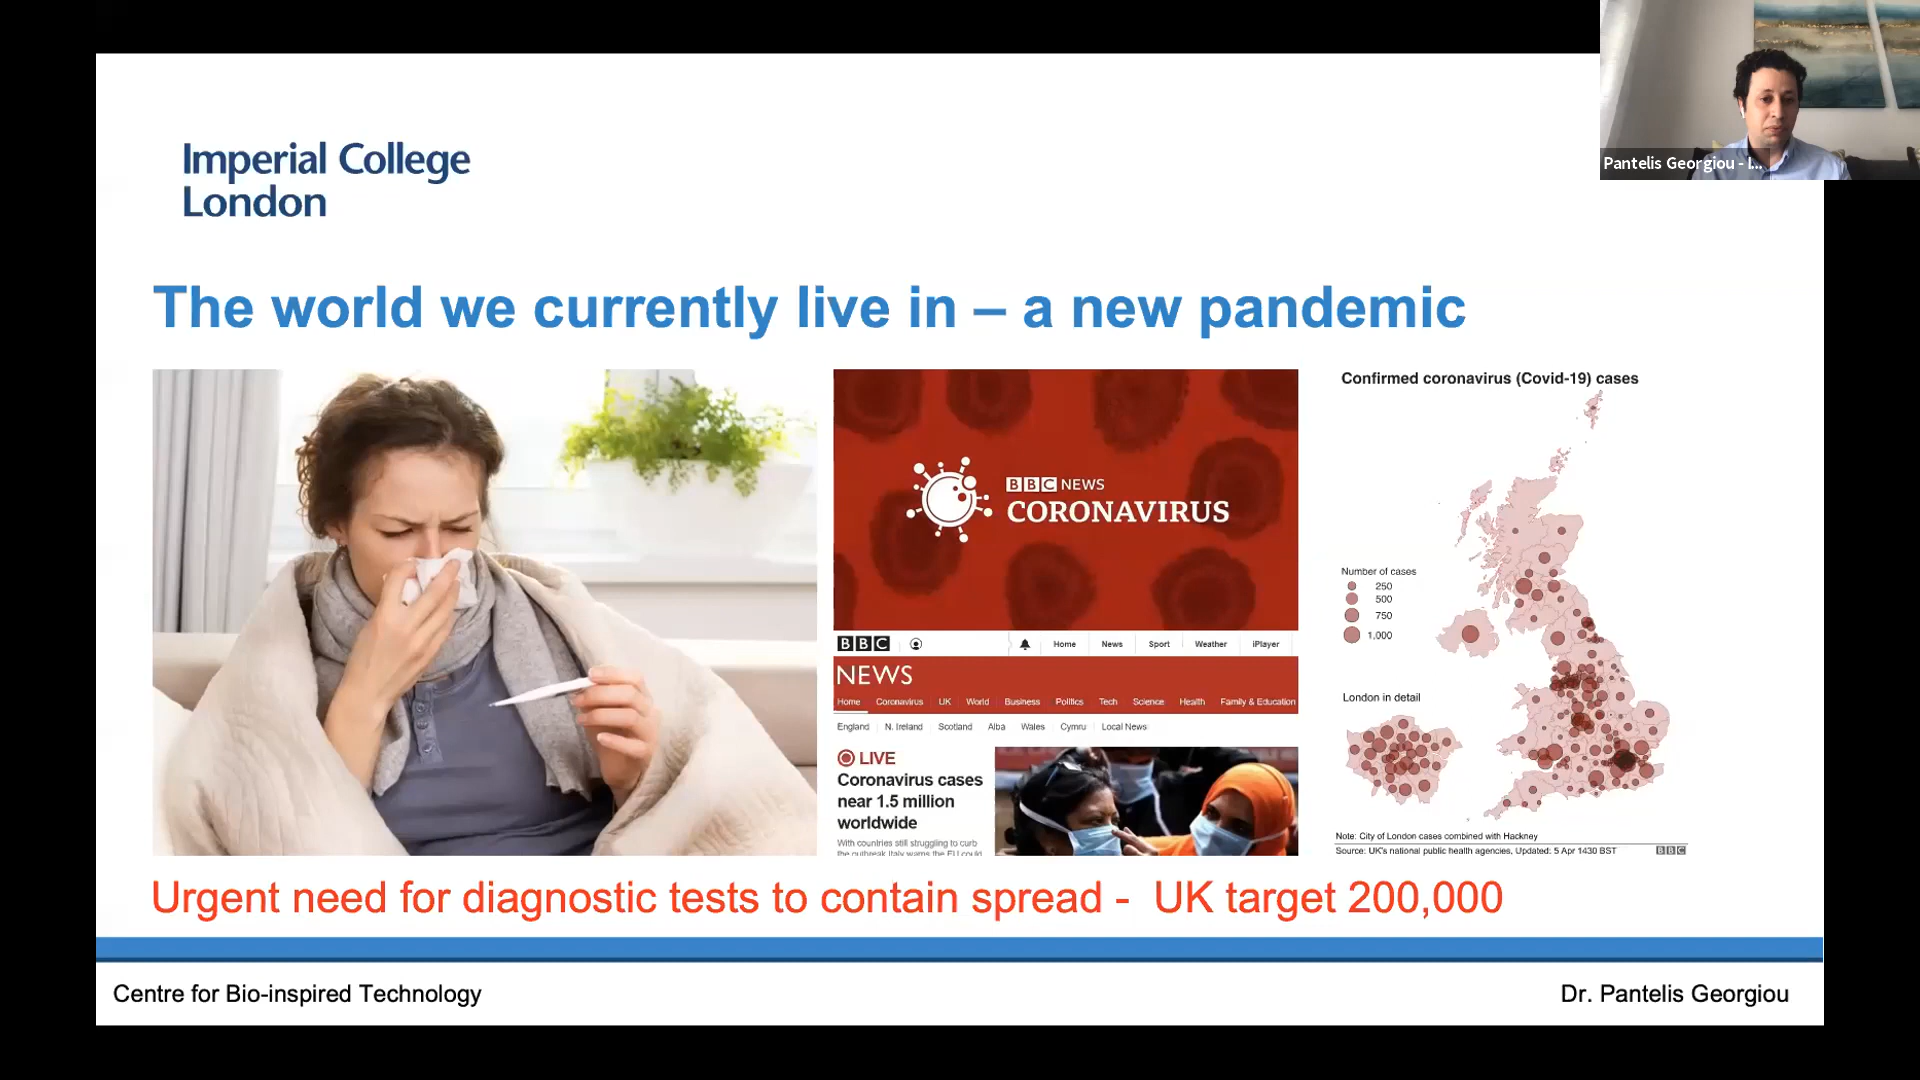 Pantelis Georgiou - I...
Imperial College
London
The world we currently live in – a new pandemic
BBC NEWS
CORONAVIRUS
BBC
Home News Sport Weather iPlayer
NEWS
Home Coronavirus UK World Business Politics Tech Science Health Family & Education
England N. Ireland Scotland Alba Wales Cymru Local News
LIVE
Coronavirus cases
near 1.5 million
worldwide
With countries still struggling to curb
the outbreak Italy warns the EU could
Confirmed coronavirus (Covid-19) cases
Number of cases
250
500
750
1,000
London in detail
Note: City of London cases combined with Hackney
Source: UK's national public health agencies, Updated: 5 Apr 1430 BST
BBC
Urgent need for diagnostic tests to contain spread - UK target 200,000
Centre for Bio-inspired Technology
Dr. Pantelis Georgiou